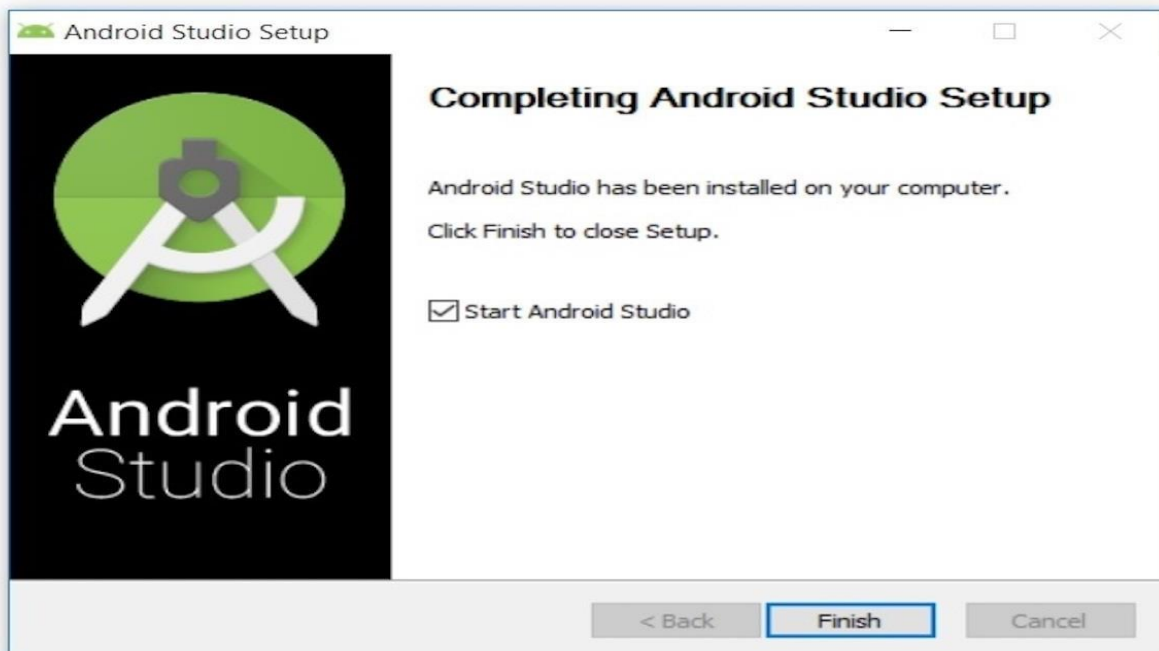 Android Studio Setup
Completing Android Studio Setup
Android Studio has been installed on your computer.
Click Finish to close Setup.
Start Android Studio
Android
Studio
< Back
Finish
Cancel